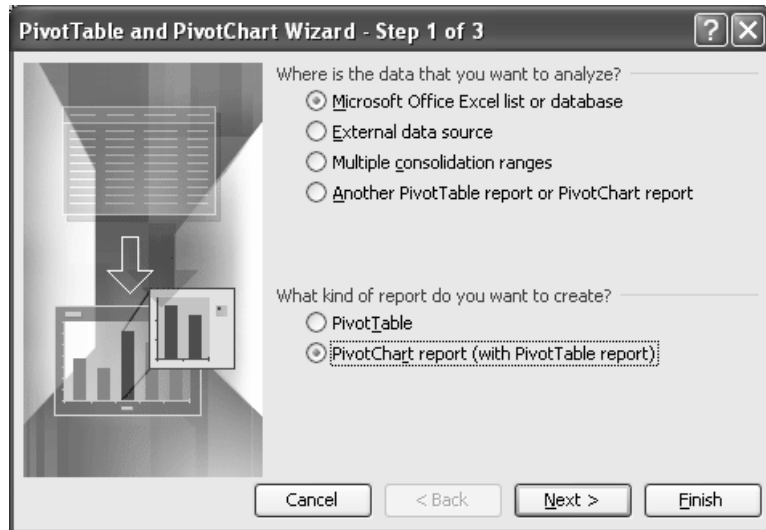 PivotTable and PivotChart Wizard - Step 1 of 3
Where is the data that you want to analyze?
Microsoft Office Excel list or database
External data source
Multiple consolidation ranges
Another PivotTable report or PivotChart report
What kind of report do you want to create?
PivotTable
PivotChart report (with PivotTable report)
Cancel < Back Next > Finish